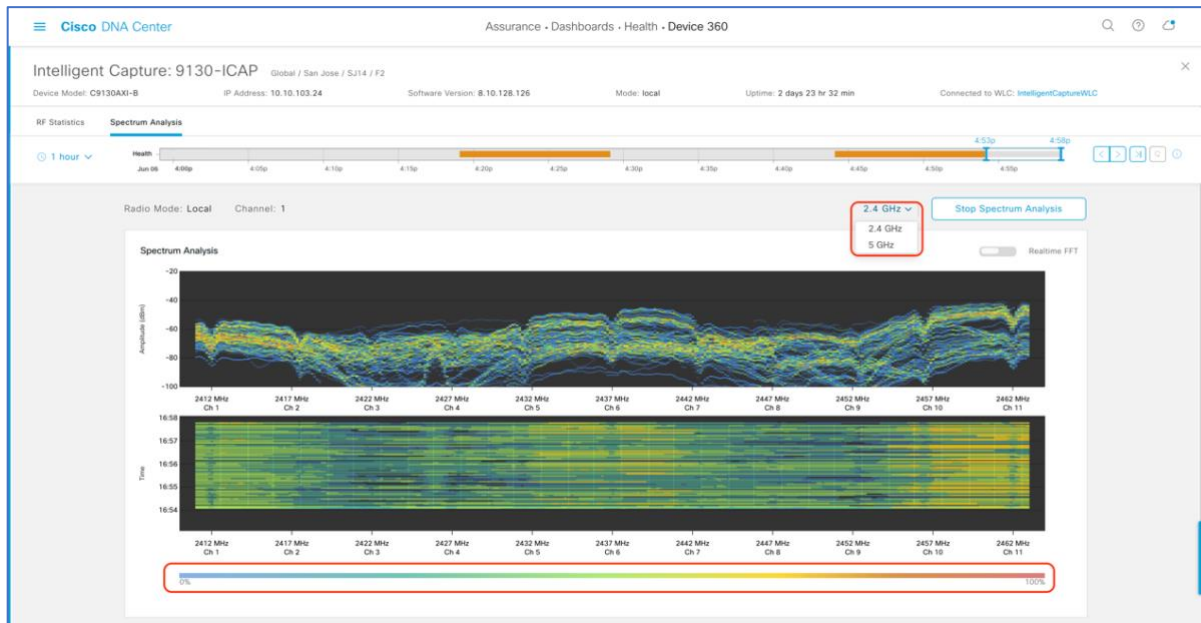 Cisco DNA Center
Assurance • Dashboards • Health • Device 360
Intelligent Capture: 9130-ICAP Global / San Jose / SJ14 / F2
Device Model: C9130AXI-B IP Address: 10.10.103.24 Software Version: 8.10.128.126 Mode: local Uptime: 2 days 23 hr 32 min Connected to WLC: IntelligentCaptureWLC
RF Statistics Spectrum Analysis
4:53p 4:58p
1 hour Health
Jun 06 4:00p 4:05p 4:10p 4:15p 4:20p 4:25p 4:30p 4:35p 4:40p 4:45p 4:50p 4:55p
Radio Mode: Local Channel: 1 2.4 GHz Stop Spectrum Analysis
2.4 GHz
5 GHz
Spectrum Analysis Realtime FFT
-20
-40
-60
-80
-100
Amplitude (dBm)
2412 MHz 2417 MHz 2422 MHz 2427 MHz 2432 MHz 2437 MHz 2442 MHz 2447 MHz 2452 MHz 2457 MHz 2462 MHz
Ch 1 Ch 2 Ch 3 Ch 4 Ch 5 Ch 6 Ch 7 Ch 8 Ch 9 Ch 10 Ch 11
16:58
16:57
16:56
16:55
16:54
Time
2412 MHz 2417 MHz 2422 MHz 2427 MHz 2432 MHz 2437 MHz 2442 MHz 2447 MHz 2452 MHz 2457 MHz 2462 MHz
Ch 1 Ch 2 Ch 3 Ch 4 Ch 5 Ch 6 Ch 7 Ch 8 Ch 9 Ch 10 Ch 11
0% 100%